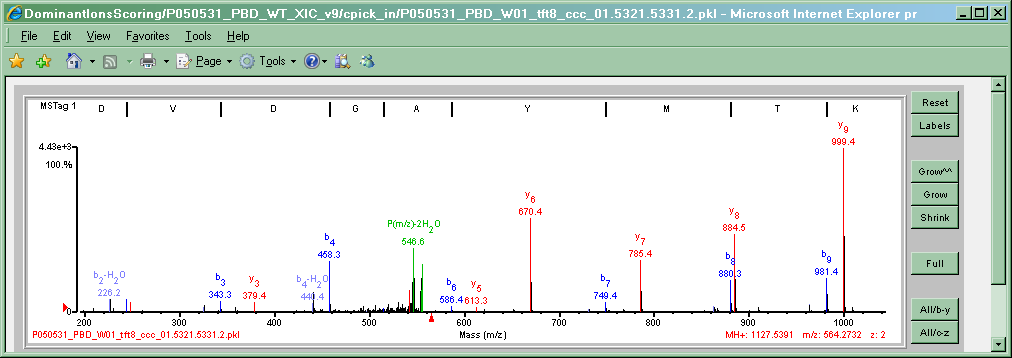 DominantIonsScoring/P050531_PBD_WT_XIC_v9/cpick_in/P050531_PBD_W01_tft8_ccc_01.5321.5331.2.pkl - Microsoft Internet Explorer pr
File Edit View Favorites Tools Help
Page Tools
MSTag 1 D V D G A Y M T K
Reset
Labels
Grow^^
Grow
Shrink
Full
All/b-y
All/c-z
4.43e+3
100.%
y9
999.4
y6
670.4
y8
884.5
P(m/z)-2H2O
546.6
b4
458.3
y7
785.4
b8
880.3
b9
981.4
b2-H2O
226.2
b3
343.3
y3
379.4
b4-H2O
b6
586.4
y5
613.3
b7
749.4
0
200 300 400 500 600 700 800 900 1000
P050531_PBD_W01_tft8_ccc_01.5321.5331.2.pkl Mass (m/z) MH+: 1127.5391 m/z: 564.2732 z: 2